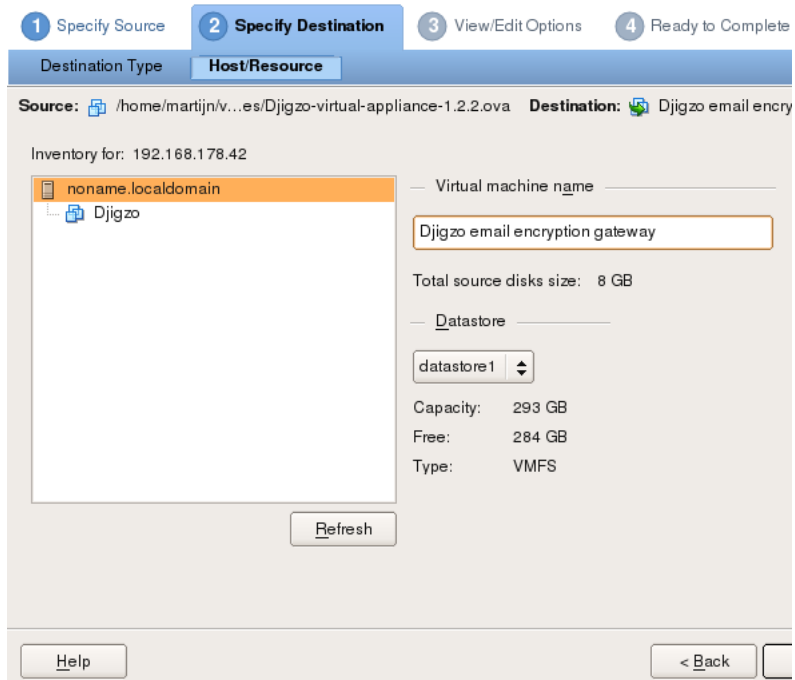 1 Specify Source 2 Specify Destination 3 View/Edit Options 4 Ready to Complete
Destination Type Host/Resource
Source: /home/martijn/v...es/Djigzo-virtual-appliance-1.2.2.ova Destination: Djigzo email encry
Inventory for: 192.168.178.42
noname.localdomain
Djigzo
Virtual machine name
Djigzo email encryption gateway
Total source disks size: 8 GB
Datastore
datastore1
Capacity: 293 GB
Free: 284 GB
Type: VMFS
Refresh
Help < Back